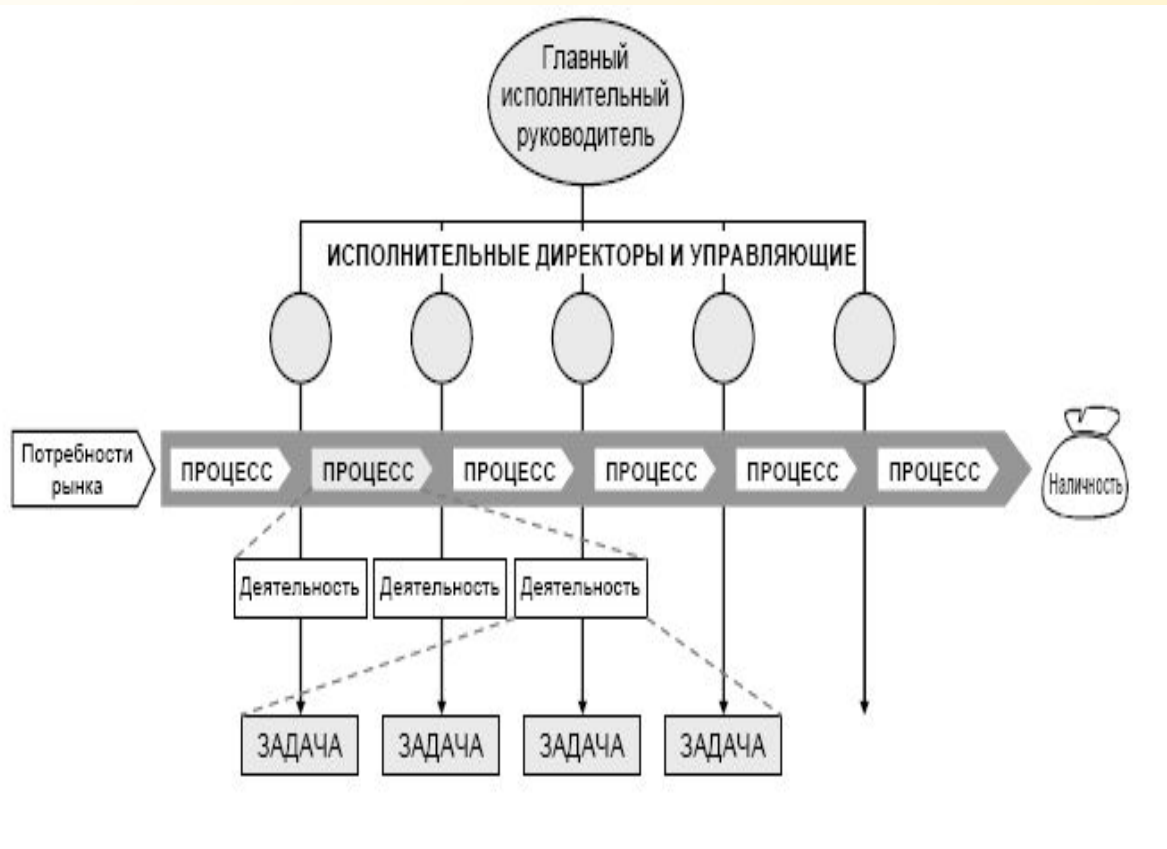 Главный
исполнительный
руководитель
ИСПОЛНИТЕЛЬНЫЕ ДИРЕКТОРЫ И УПРАВЛЯЮЩИЕ
Потребности
рынка
ПРОЦЕСС
ПРОЦЕСС
ПРОЦЕСС
ПРОЦЕСС
ПРОЦЕСС
ПРОЦЕСС
Наличность
Деятельность
Деятельность
Деятельность
ЗАДАЧА
ЗАДАЧА
ЗАДАЧА
ЗАДАЧА